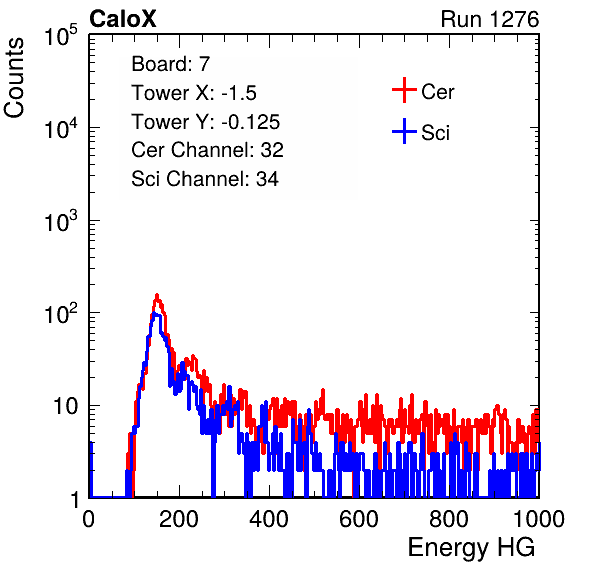 CaloX Run 1276
Counts
Board: 7
Tower X: -1.5
Tower Y: -0.125
Cer Channel: 32
Sci Channel: 34
Cer
Sci
10^5
10^4
10^3
10^2
10
1
0 200 400 600 800 1000
Energy HG